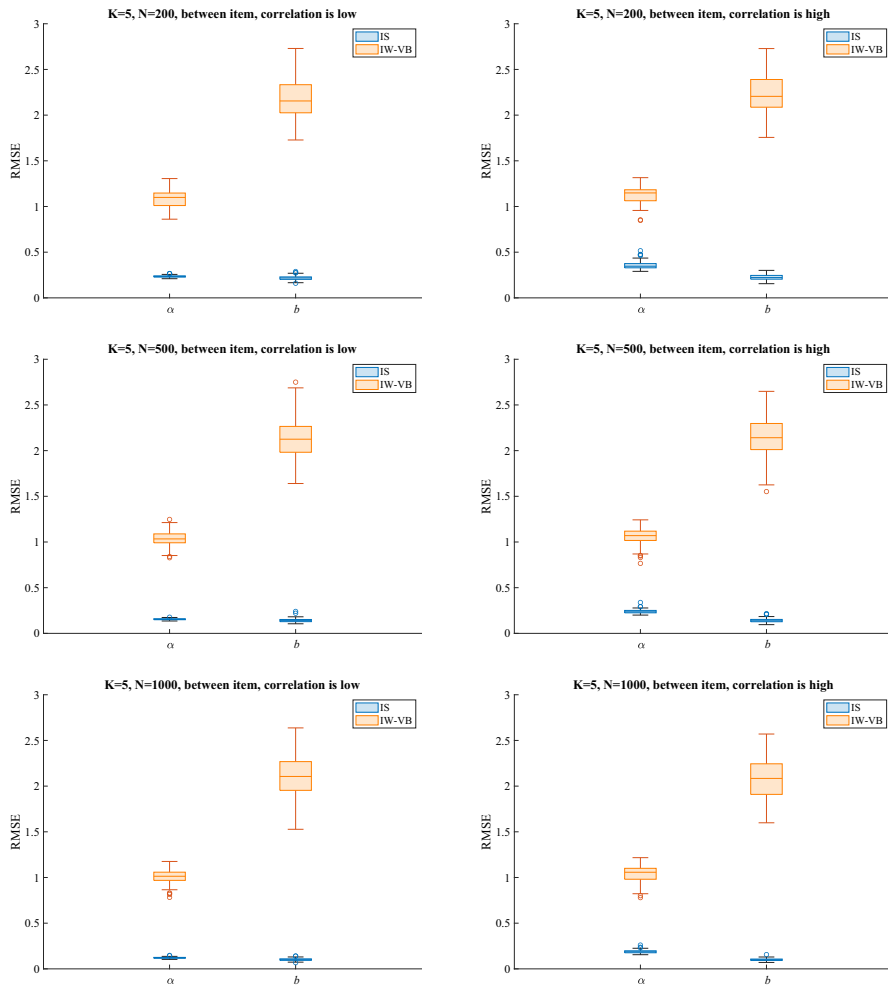 K=5, N=200, between item, correlation is low
3
2.5
2
1.5
1
0.5
0
RMSE
α
b
IS
IW-VB
K=5, N=200, between item, correlation is high
3
2.5
2
1.5
1
0.5
0
RMSE
α
b
IS
IW-VB
K=5, N=500, between item, correlation is low
3
2.5
2
1.5
1
0.5
0
RMSE
α
b
IS
IW-VB
K=5, N=500, between item, correlation is high
3
2.5
2
1.5
1
0.5
0
RMSE
α
b
IS
IW-VB
K=5, N=1000, between item, correlation is low
3
2.5
2
1.5
1
0.5
0
RMSE
α
b
IS
IW-VB
K=5, N=1000, between item, correlation is high
3
2.5
2
1.5
1
0.5
0
RMSE
α
b
IS
IW-VB